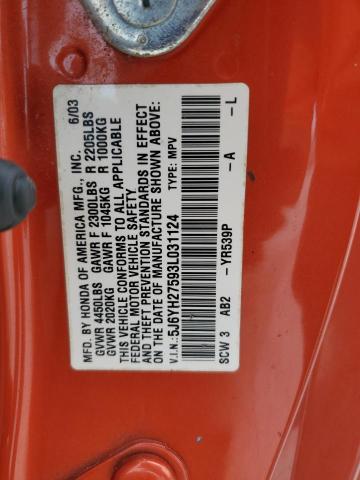 MFD. BY HONDA OF AMERICA MFG., INC. 6/03
GVWR 4450LBS GAWR F 2300LBS R 2205LBS
GVWR 2020KG GAWR F 1045KG R 1000KG
THIS VEHICLE CONFORMS TO ALL APPLICABLE
FEDERAL MOTOR VEHICLE SAFETY
THEFT PREVENTION STANDARDS IN EFFECT
ON THE DATE OF MANUFACTURE SHOWN ABOVE.
V.I.N.: 5J6YH27593L031124 TYPE: MPV
SCW 3 AB2 -YR539P -A -L